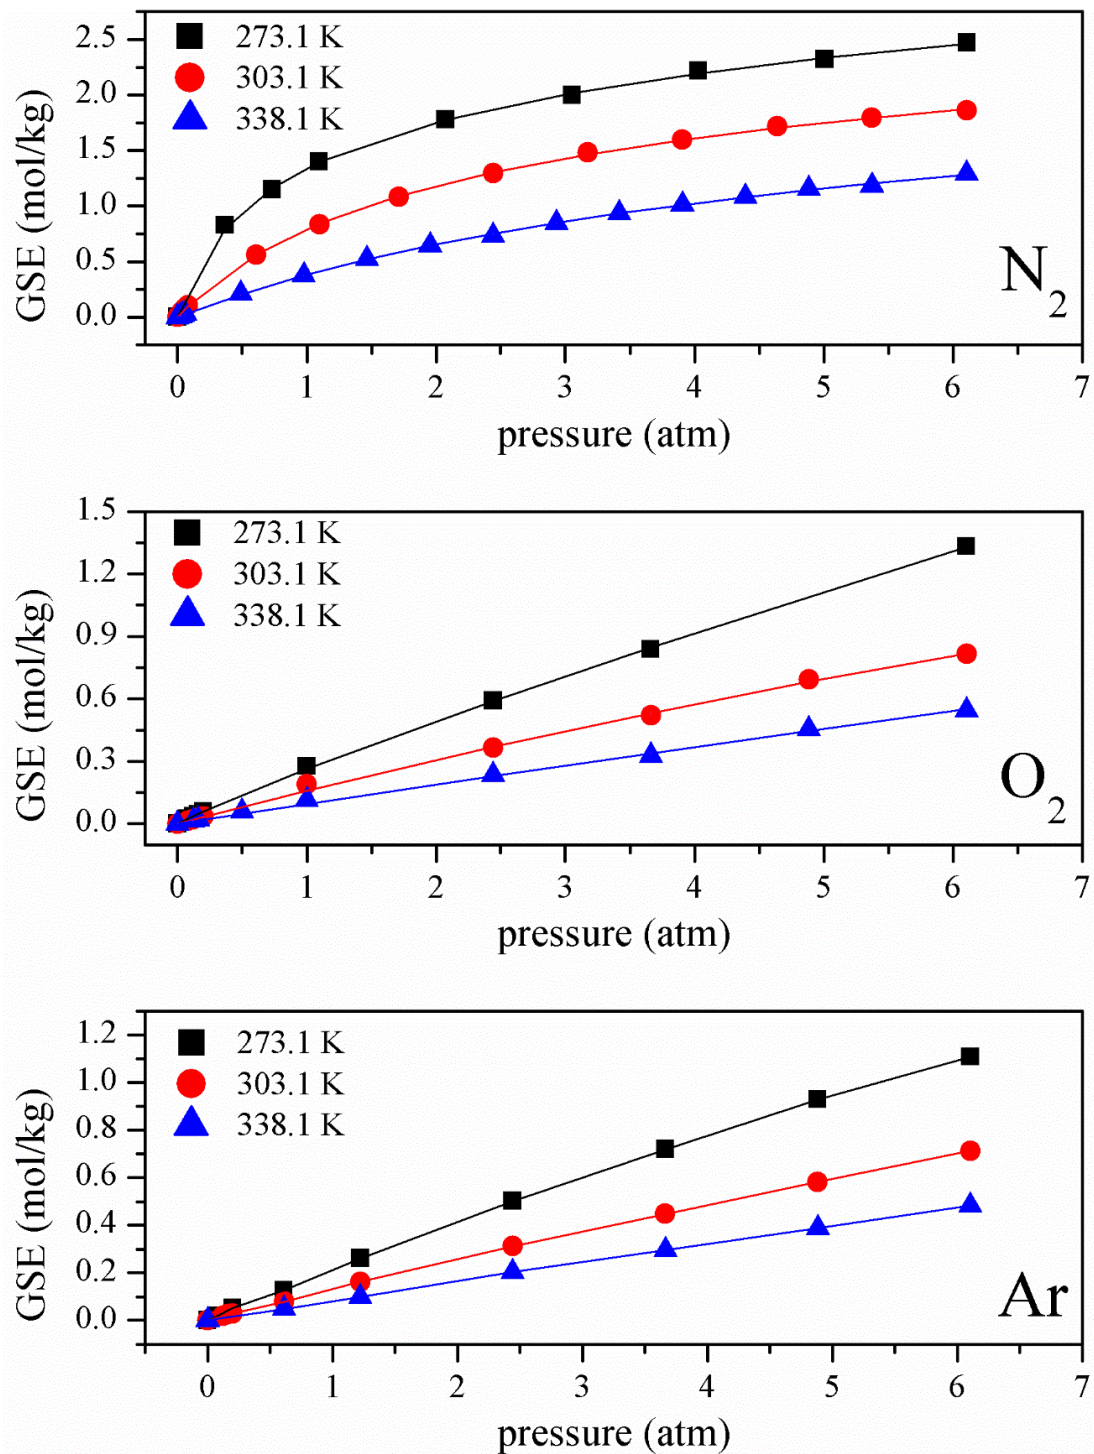 2.5
2.0
1.5
1.0
0.5
0.0
GSE (mol/kg)
273.1 K
303.1 K
338.1 K
N2
0 1 2 3 4 5 6 7
pressure (atm)
1.5
1.2
0.9
0.6
0.3
0.0
GSE (mol/kg)
273.1 K
303.1 K
338.1 K
O2
0 1 2 3 4 5 6 7
pressure (atm)
1.2
1.0
0.8
0.6
0.4
0.2
0.0
GSE (mol/kg)
273.1 K
303.1 K
338.1 K
Ar
0 1 2 3 4 5 6 7
pressure (atm)